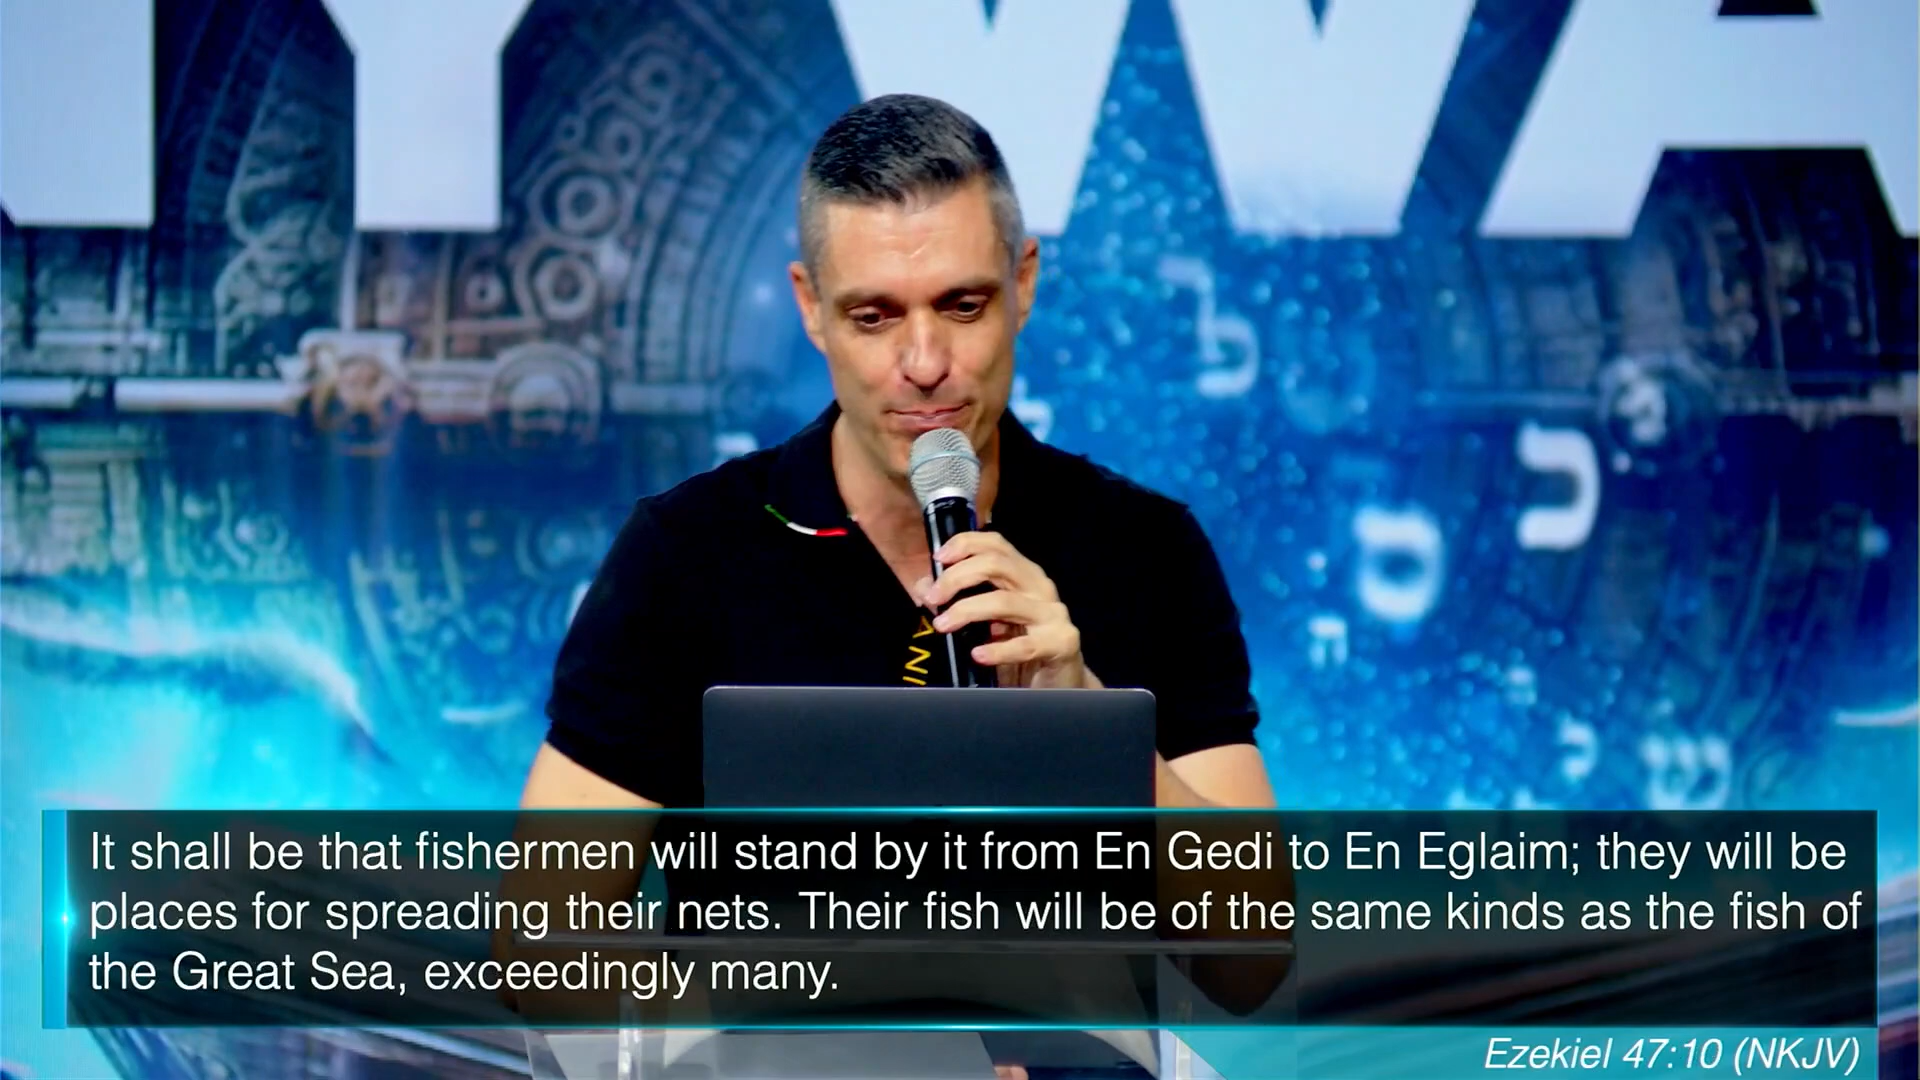 Y WA
ANI
It shall be that fishermen will stand by it from En Gedi to En Eglaim; they will be
places for spreading their nets. Their fish will be of the same kinds as the fish of
the Great Sea, exceedingly many.
Ezekiel 47:10 (NKJV)